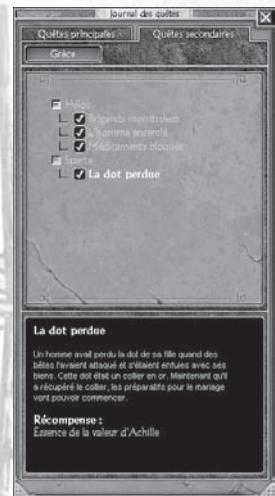 Journal des quêtes
Quêtes principales
Quêtes secondaires
Grèce
Hélos
Brigands monstrueux
L'homme encerclé
Médicaments bloqués
Sparte
La dot perdue
La dot perdue
Un homme avait perdu la dot de sa fille quand des
bêtes l'avaient attaqué et s'étaient enfuies avec ses
biens. Cette dot était un collier en or. Maintenant qu'il
a récupéré le collier, les préparatifs pour le mariage
vont pouvoir commencer.
Récompense :
Essence de la valeur d'Achille